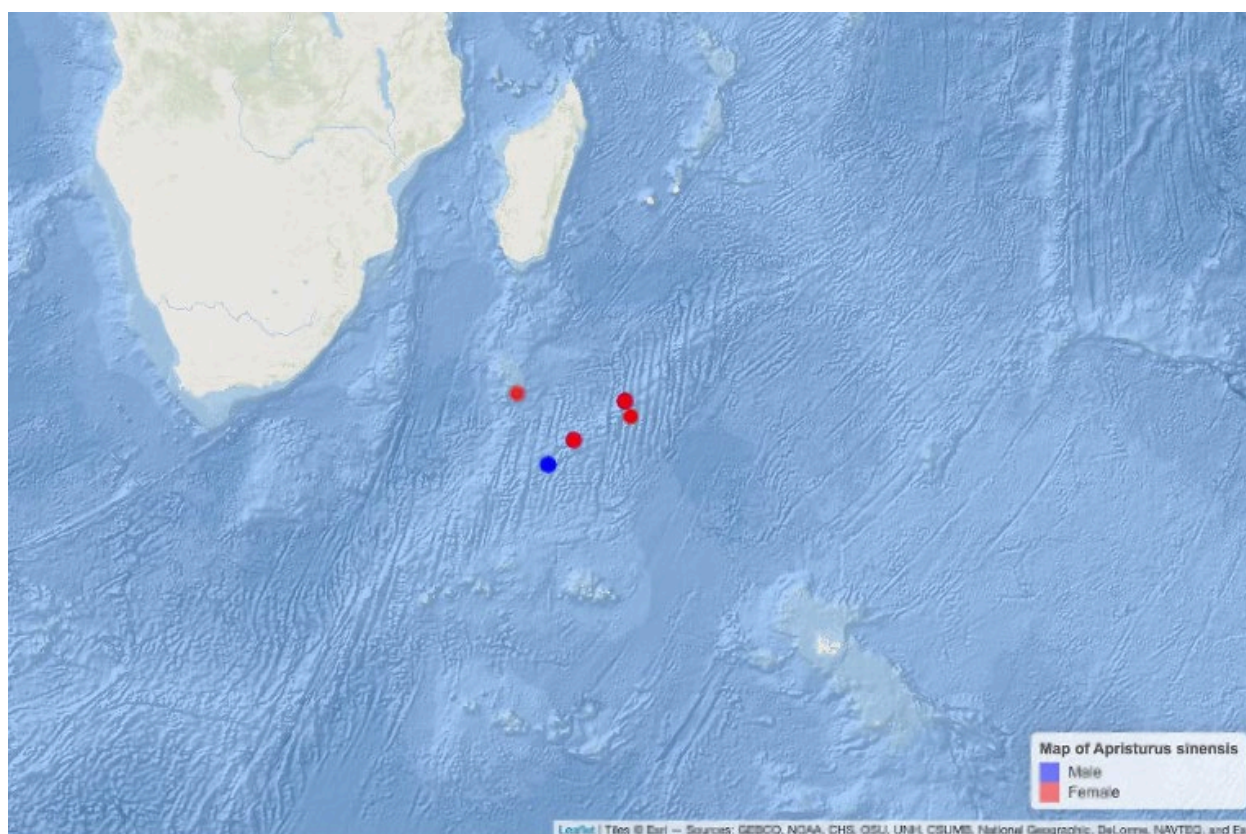 Map of Apristurus sinensis
Male
Female
Leaflet | Tiles © Esri — Sources: GEBCO, NOAA, CHS, OSU, UNH, CSUMB, National Geographic, DeLorme, NAVTEQ, and E